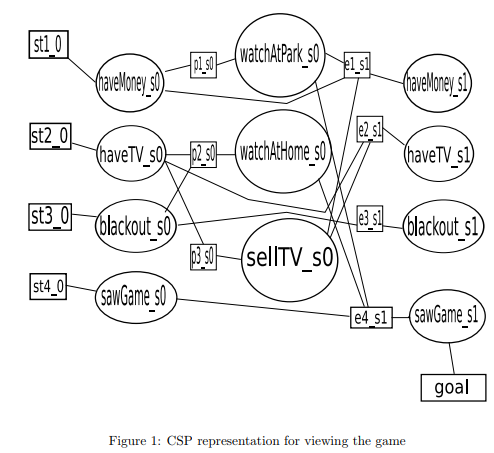 st1_0
haveMoney_s0
p1_s0
watchAtPark_s0
e1_s1
haveMoney_s1
st2_0
haveTV_s0
p2_s0
watchAtHome_s0
e2_s1
haveTV_s1
st3_0
blackout_s0
p3_s0
sellTV_s0
e3_s1
blackout_s1
st4_0
sawGame_s0
e4_s1
sawGame_s1
goal
Figure 1: CSP representation for viewing the game